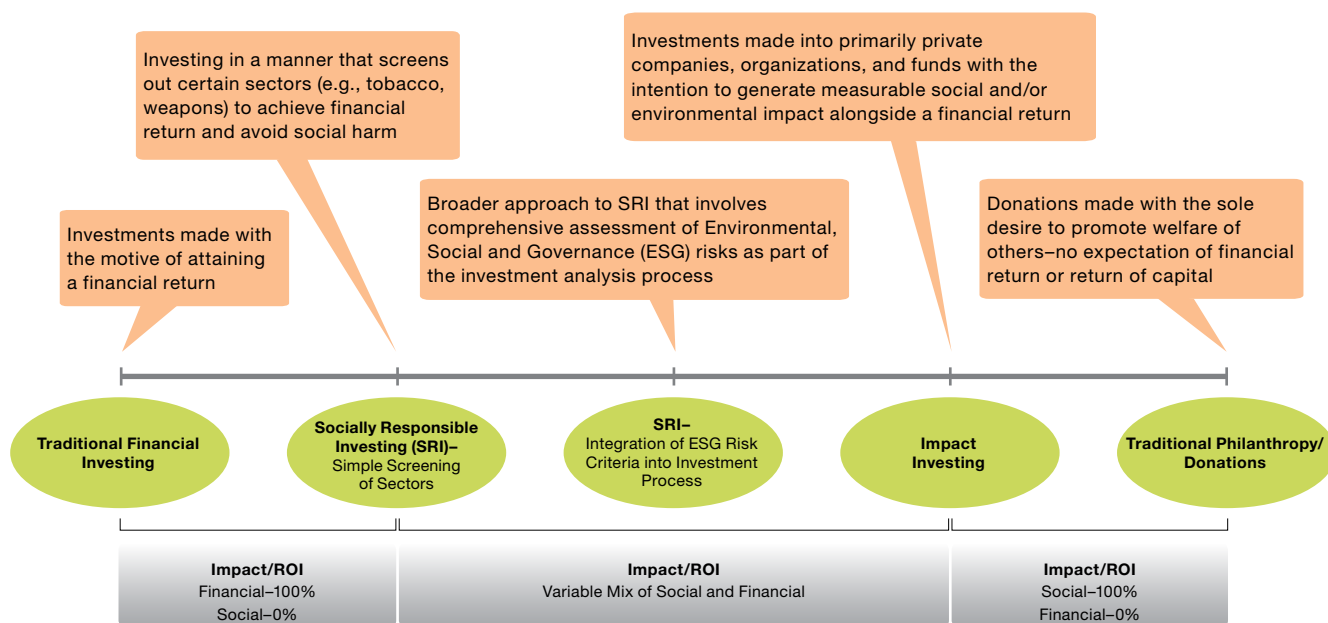 Investing in a manner that screens
out certain sectors (e.g., tobacco,
weapons) to achieve financial
return and avoid social harm
Investments made into primarily private
companies, organizations, and funds with the
intention to generate measurable social and/or
environmental impact alongside a financial return
Investments made with
the motive of attaining
a financial return
Broader approach to SRI that involves
comprehensive assessment of Environmental,
Social and Governance (ESG) risks as part of
the investment analysis process
Donations made with the sole
desire to promote welfare of
others–no expectation of financial
return or return of capital
Traditional Financial
Investing
Socially Responsible
Investing (SRI)–
Simple Screening
of Sectors
SRI–
Integration of ESG Risk
Criteria into Investment
Process
Impact
Investing
Traditional Philanthropy/
Donations
Impact/ROI
Financial–100%
Social–0%
Impact/ROI
Variable Mix of Social and Financial
Impact/ROI
Social–100%
Financial–0%